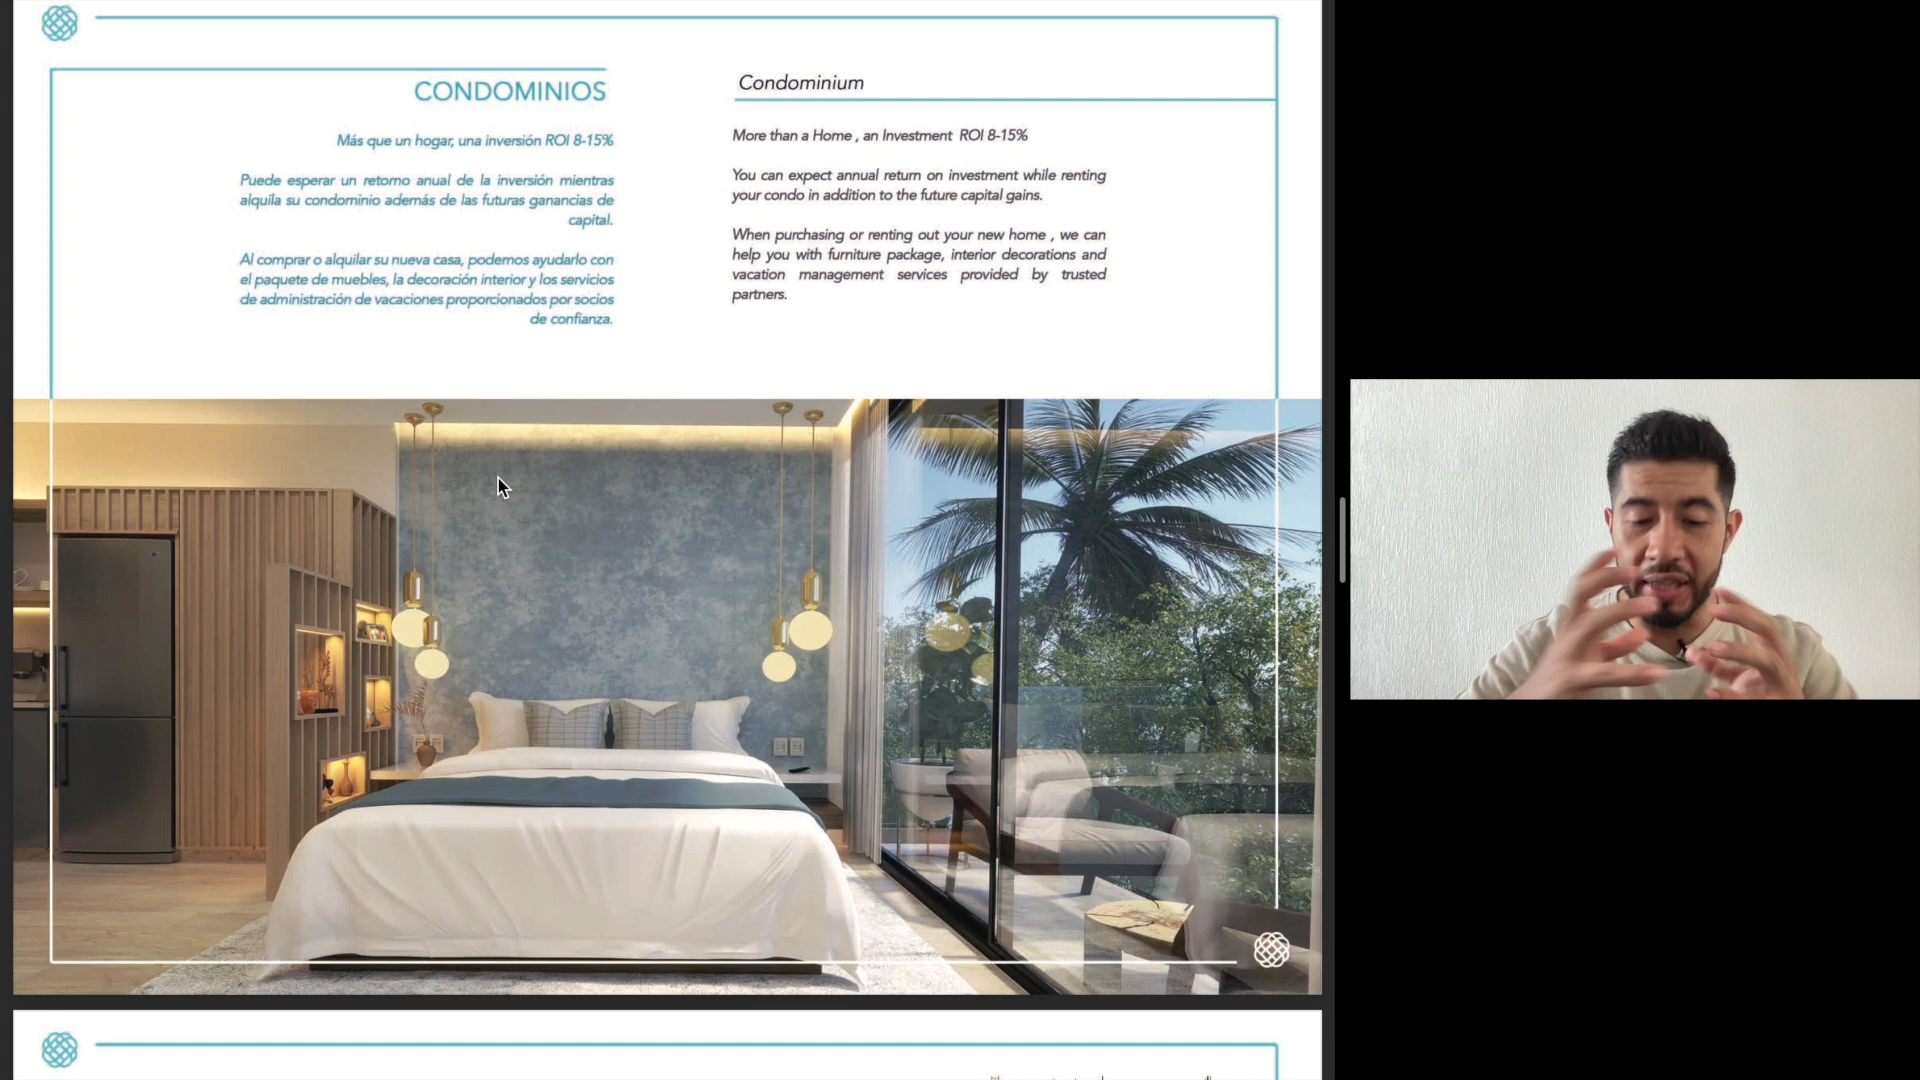 CONDOMINIOS
Más que un hogar, una inversión ROI 8-15%
Puede esperar un retorno anual de la inversión mientras
alquila su condominio además de las futuras ganancias de
capital.
Al comprar o alquilar su nueva casa, podemos ayudarlo con
el paquete de muebles, la decoración interior y los servicios
de administración de vacaciones proporcionados por socios
de confianza.
Condominium
More than a Home , an Investment ROI 8-15%
You can expect annual return on investment while renting
your condo in addition to the future capital gains.
When purchasing or renting out your new home , we can
help you with furniture package, interior decorations and
vacation management services provided by trusted
partners.